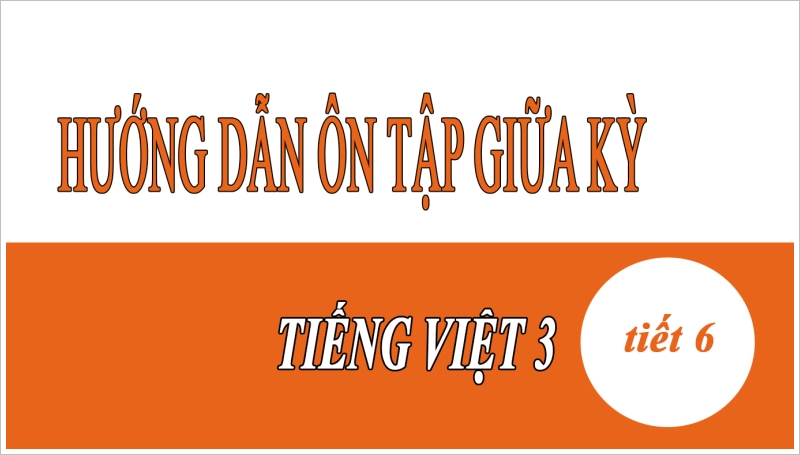 HƯỚNG DẪN ÔN TẬP GIỮA KỲ
TIẾNG VIỆT 3
tiết 6